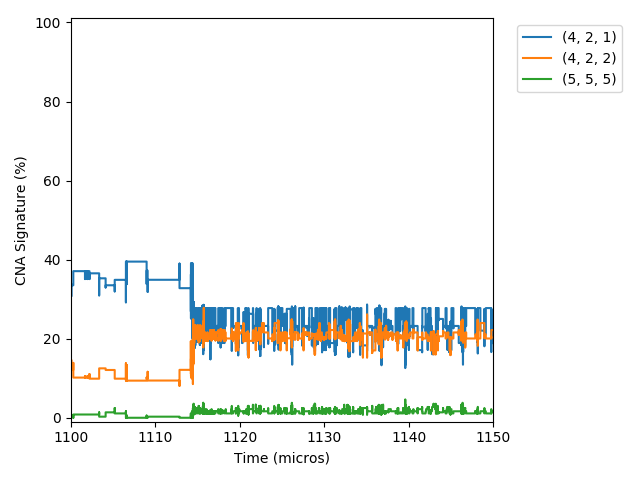 100
80
60
40
20
0
CNA Signature (%)
1100
1110
1120
1130
1140
1150
Time (micros)
(4, 2, 1)
(4, 2, 2)
(5, 5, 5)